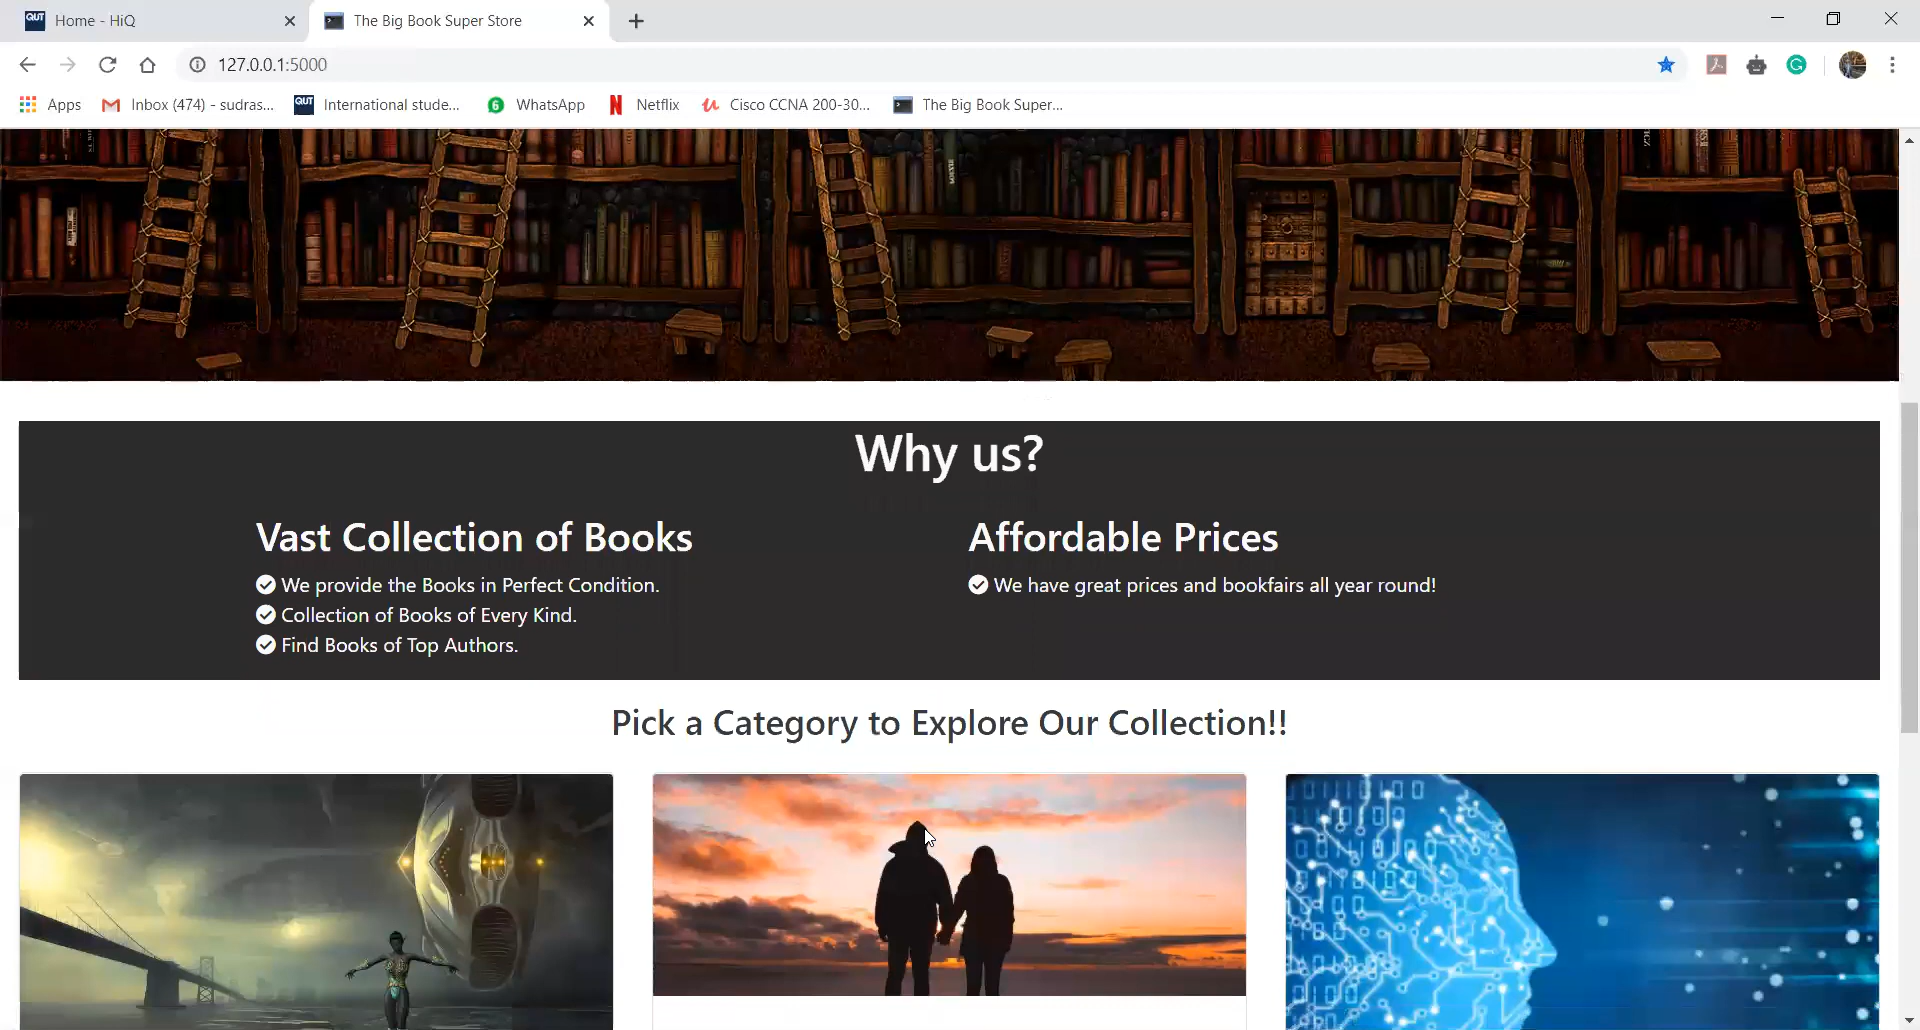 QUT Home - HiQ
The Big Book Super Store
127.0.0.1:5000
Apps
Inbox (474) - sudras...
QUT International stude...
6 WhatsApp
N Netflix
Cisco CCNA 200-30...
The Big Book Super...
Why us?
Vast Collection of Books
We provide the Books in Perfect Condition.
Collection of Books of Every Kind.
Find Books of Top Authors.
Affordable Prices
We have great prices and bookfairs all year round!
Pick a Category to Explore Our Collection!!